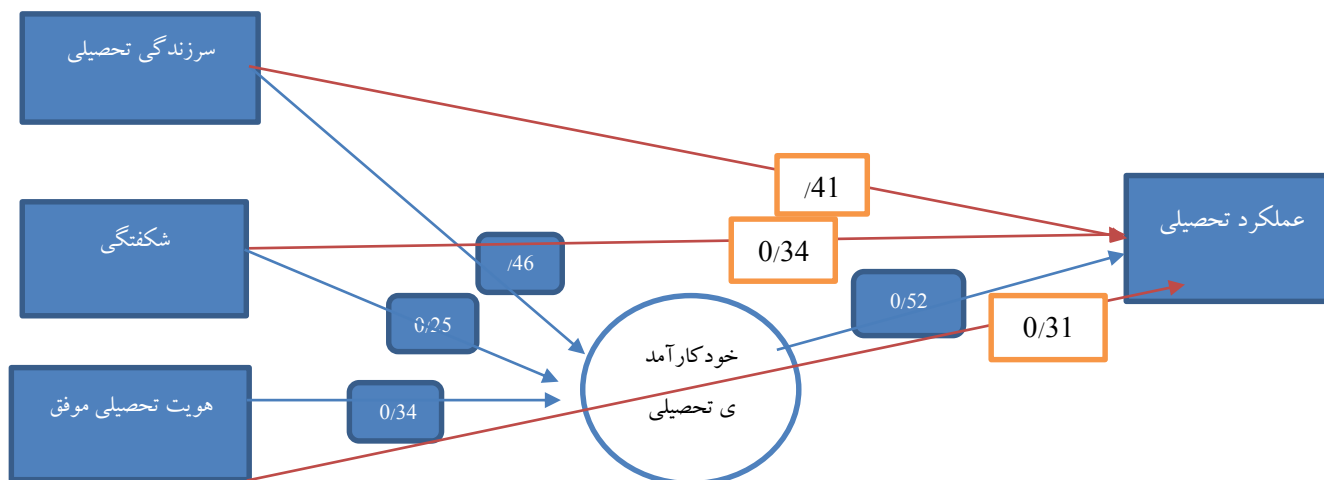 سرزندگی تحصیلی
/41
عملکرد تحصیلی
شکفتگی
0/34
/46
0/52
0/25
0/31
خودکارآمد
ی تحصیلی
هویت تحصیلی موفق
0/34